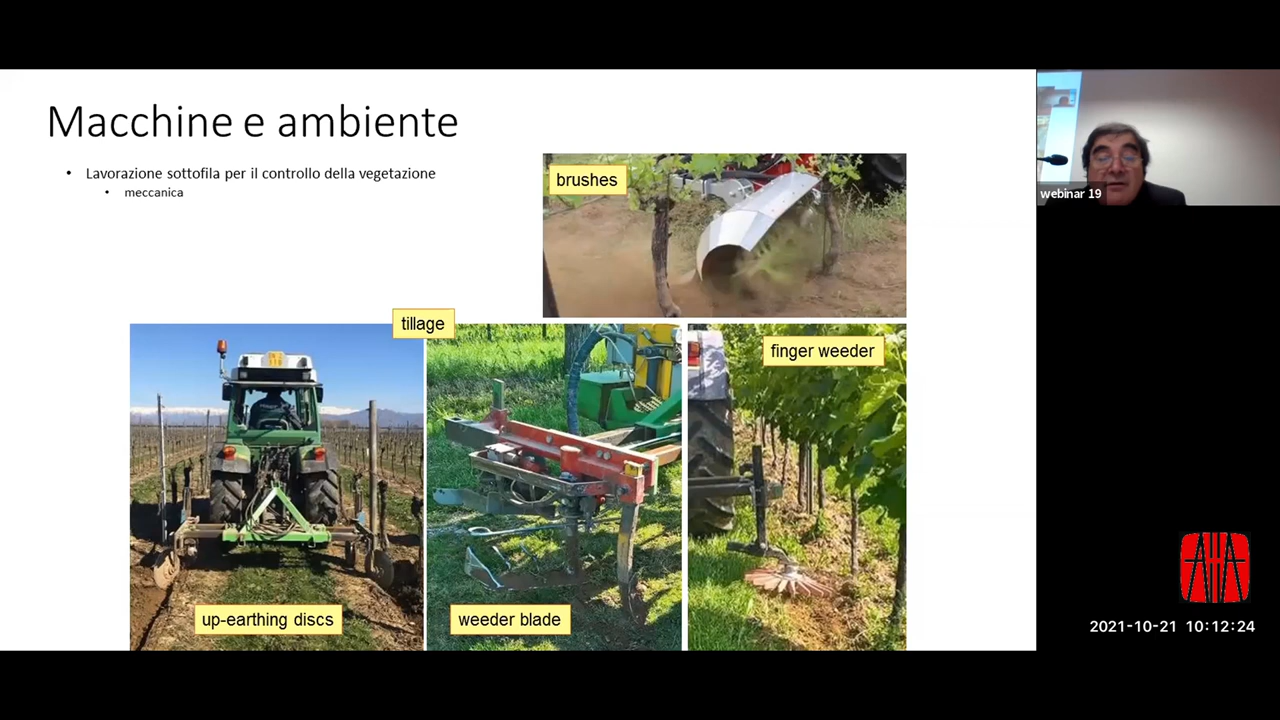 Macchine e ambiente
• Lavorazione sottofila per il controllo della vegetazione
• meccanica
brushes
tillage
finger weeder
up-earthing discs
weeder blade
webinar 19
2021-10-21 10:12:24